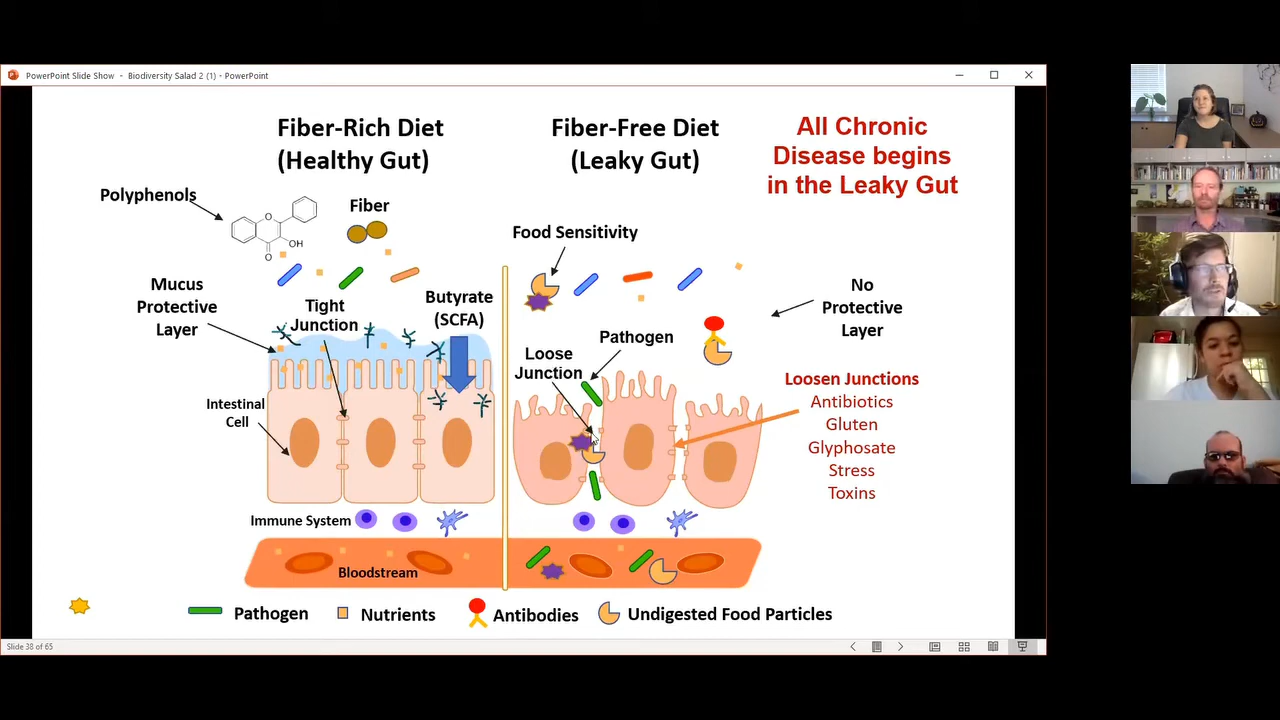 PowerPoint Slide Show - Biodiversity Salad 2 (1) - PowerPoint
Fiber-Rich Diet
(Healthy Gut)
Fiber-Free Diet
(Leaky Gut)
All Chronic
Disease begins
in the Leaky Gut
Polyphenols
O
OH
O
Fiber
Food Sensitivity
Mucus
Protective
Layer
Tight
Junction
Butyrate
(SCFA)
No
Protective
Layer
Pathogen
Loose
Junction
Intestinal
Cell
Loosen Junctions
Antibiotics
Gluten
Glyphosate
Stress
Toxins
Immune System
Bloodstream
Pathogen
Nutrients
Antibodies
Undigested Food Particles
Slide 38 of 65